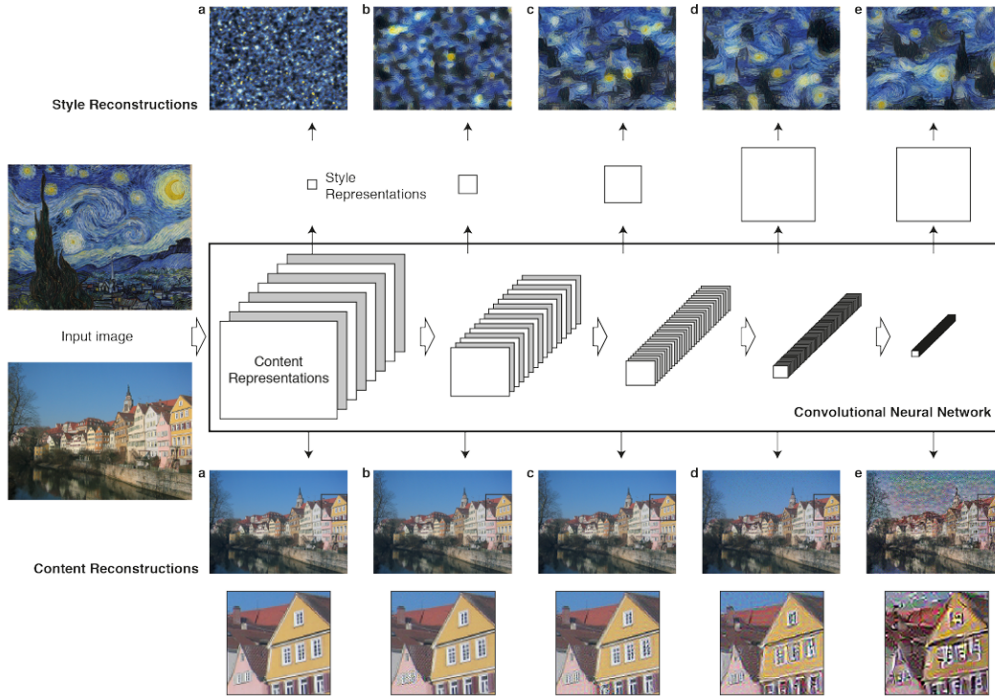 a
b
c
d
e
Style Reconstructions
Style
Representations
Input image
Content
Representations
Convolutional Neural Network
a
b
c
d
e
Content Reconstructions